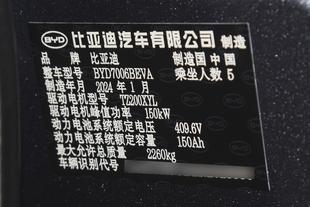 BYD 比亚迪汽车有限公司 制造
品牌 比亚迪 制造国 中国
整车型号 BYD7006BEVA 乘坐人数 5
制造年月 2024年1月
驱动电机型号 TZ200XYL
驱动电机峰值功率 150kW
动力电池系统额定电压 409.6V
动力电池系统额定容量 150Ah
最大允许总质量 2260kg
车辆识别代号